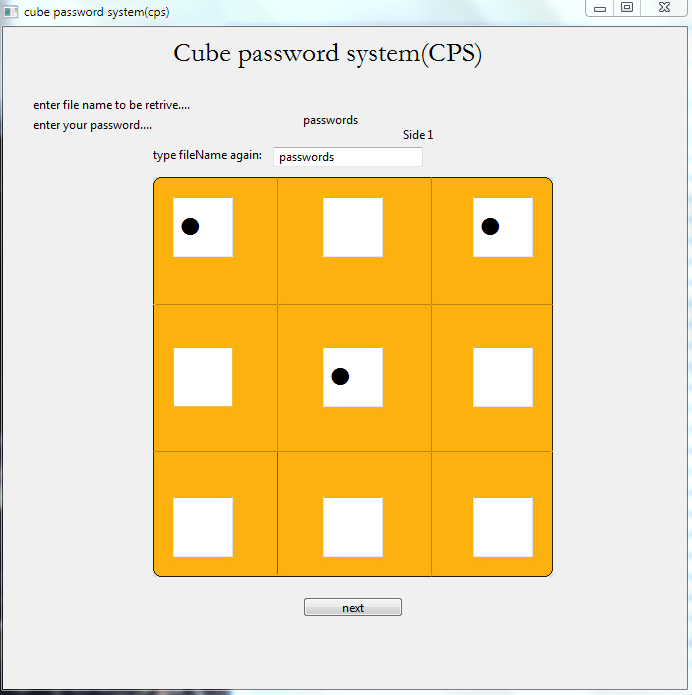 cube password system(cps)
Cube password system(CPS)
enter file name to be retrive....
passwords
enter your password....
Side 1
type fileName again:
passwords
●
●
●
next